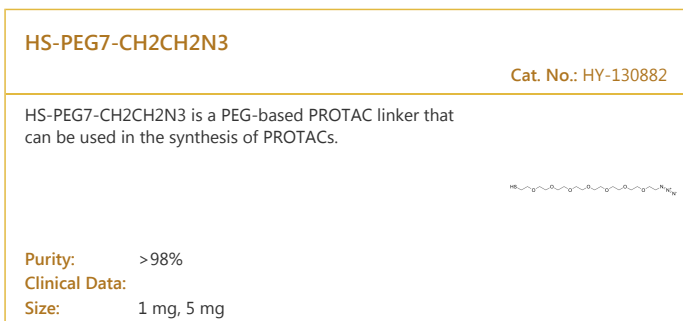 HS-PEG7-CH2CH2N3
Cat. No.: HY-130882
HS-PEG7-CH2CH2N3 is a PEG-based PROTAC linker that
can be used in the synthesis of PROTACs.
Purity: >98%
Clinical Data:
Size: 1 mg, 5 mg